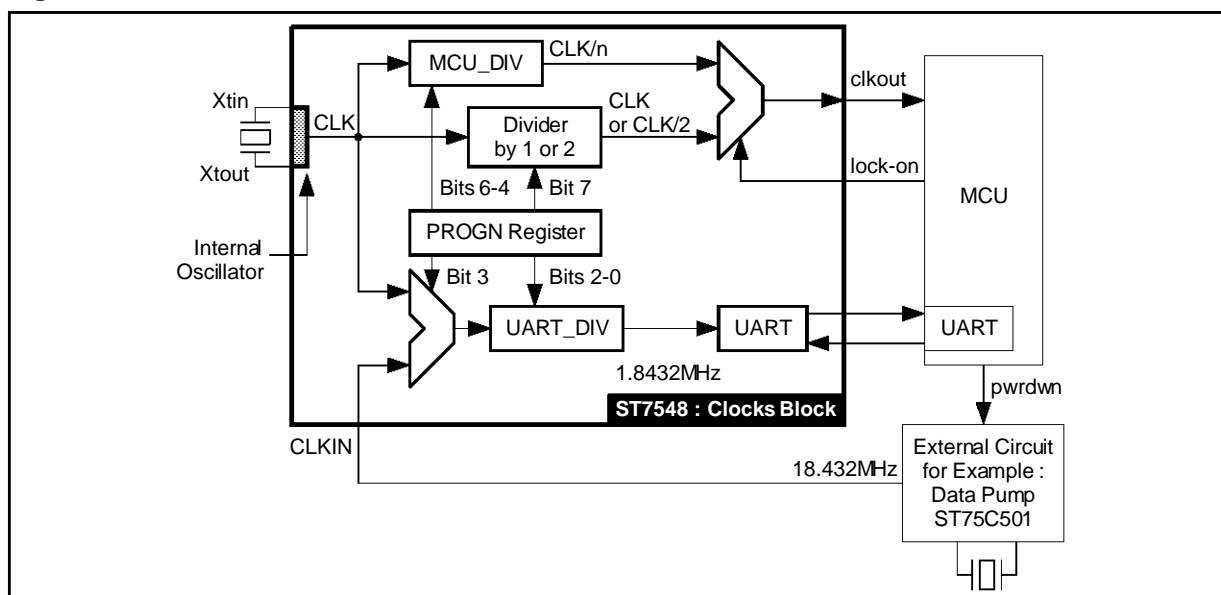 CLK/n
MCU_DIV
clkout
Xtin
CLK
CLK
or CLK/2
Divider
by 1 or 2
Xtout
lock-on
MCU
Bits 6-4
Bit 7
PROGN Register
Internal
Oscillator
Bit 3
Bits 2-0
UART_DIV
UART
UART
1.8432MHz
pwrdwn
ST7548 : Clocks Block
CLKIN
18.432MHz
External Circuit
for Example :
Data Pump
ST75C501